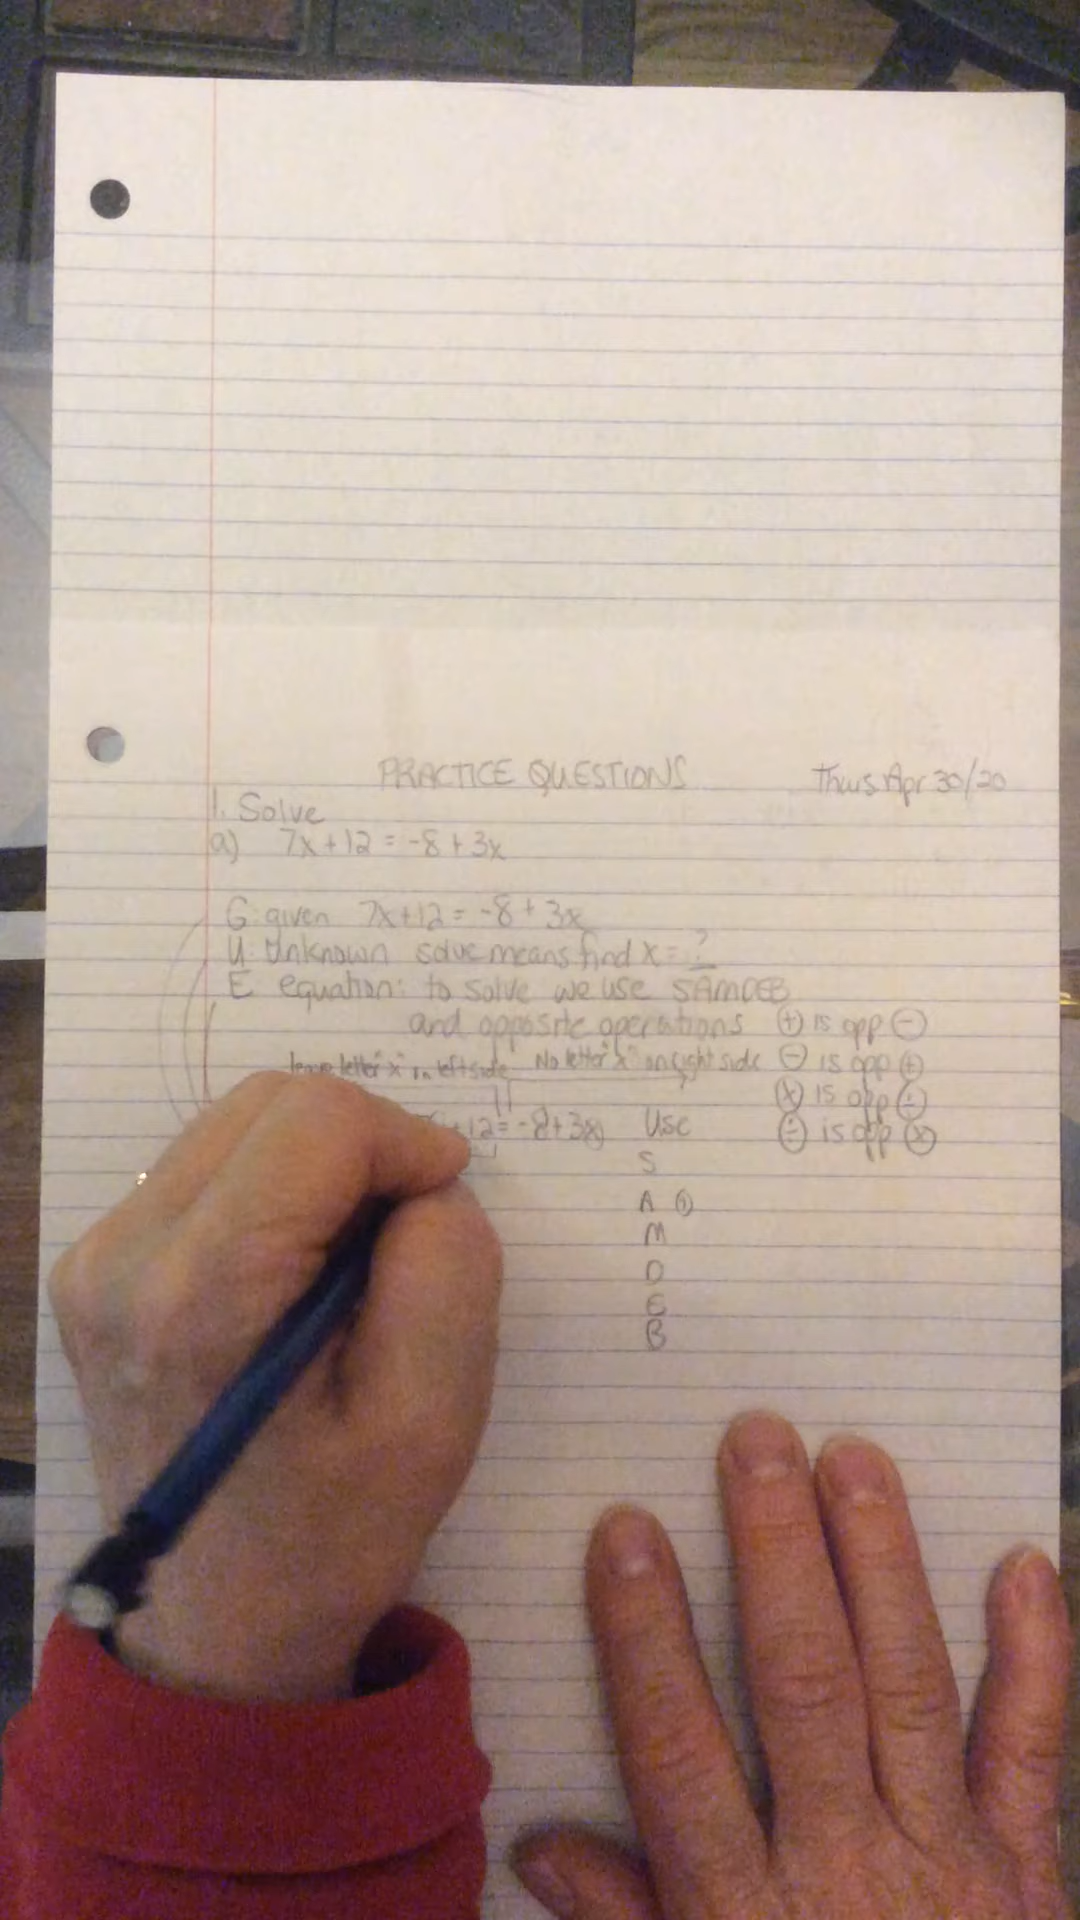 PRACTICE QUESTIONS Thurs Apr 30/20
1. Solve
a) 7x+12 = -8+3x
G: given 7x+12 = -8+3x
U: Unknown solve means find x = ?
E equation: to solve we use SAMDEB
and opposite operations (+) is opp (-)
leave letter "x" in left side No letter "x" on right side (-) is opp (+)
(x) is opp (÷)
+12 = -8+3x Use (÷) is opp (x)
S
A (1)
M
D
E
B